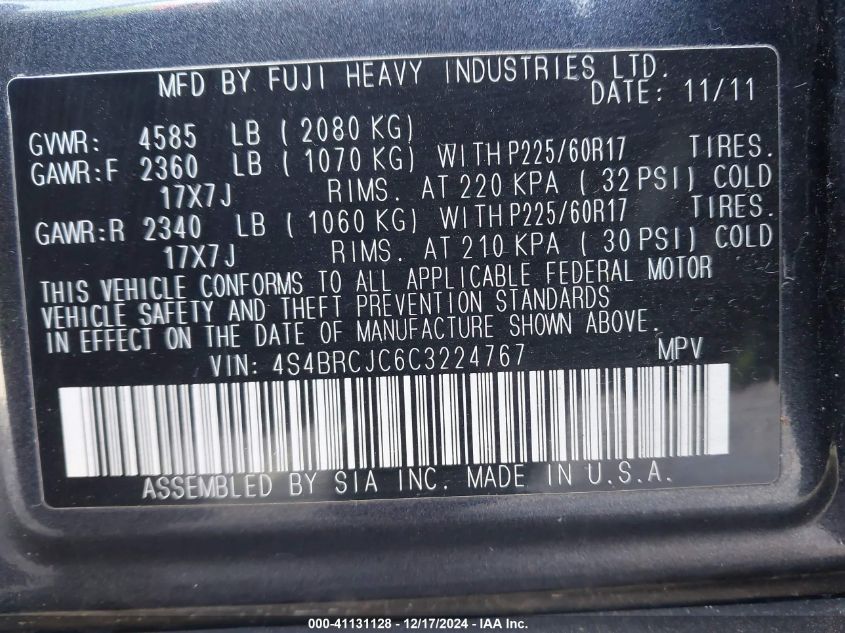 MFD BY FUJI HEAVY INDUSTRIES LTD.
DATE: 11/11
GVWR: 4585 LB ( 2080 KG)
GAWR:F 2360 LB ( 1070 KG) WITH P225/60R17 TIRES.
17X7J RIMS. AT 220 KPA ( 32 PSI) COLD
GAWR:R 2340 LB ( 1060 KG) WITH P225/60R17 TIRES.
17X7J RIMS. AT 210 KPA ( 30 PSI) COLD
THIS VEHICLE CONFORMS TO ALL APPLICABLE FEDERAL MOTOR
VEHICLE SAFETY AND THEFT PREVENTION STANDARDS
IN EFFECT ON THE DATE OF MANUFACTURE SHOWN ABOVE.
VIN: 4S4BRCJC6C3224767 MPV
ASSEMBLED BY SIA INC. MADE IN U.S.A.
000-41131128 - 12/17/2024 - IAA Inc.